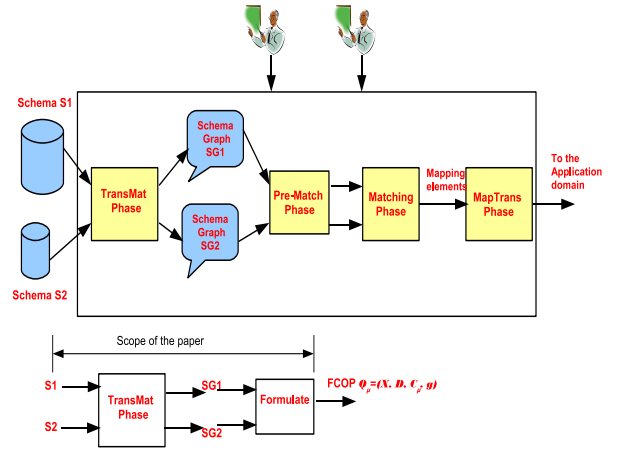 Schema S1
Schema
Graph
SG1
To the
Application
domain
TransMat
Phase
Pre-Match
Phase
Matching
Phase
Mapping
elements
MapTrans
Phase
Schema
Graph
SG2
Schema S2
Scope of the paper
S1
S2
TransMat
Phase
SG1
SG2
Formulate
FCOP Qμ=(X, D, Cμ, g)